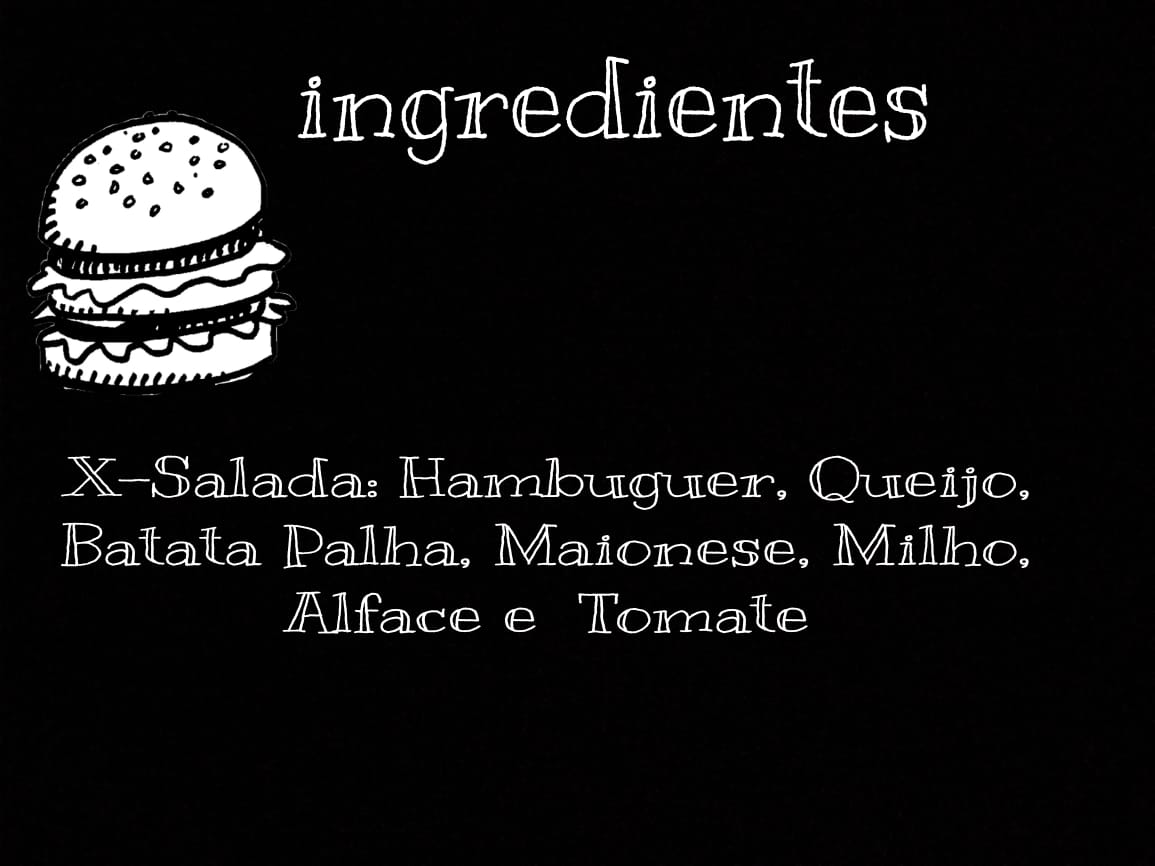 ingredientes
X-Salada: Hambuguer, Queijo,
Batata Palha, Maionese, Milho,
Alface e Tomate